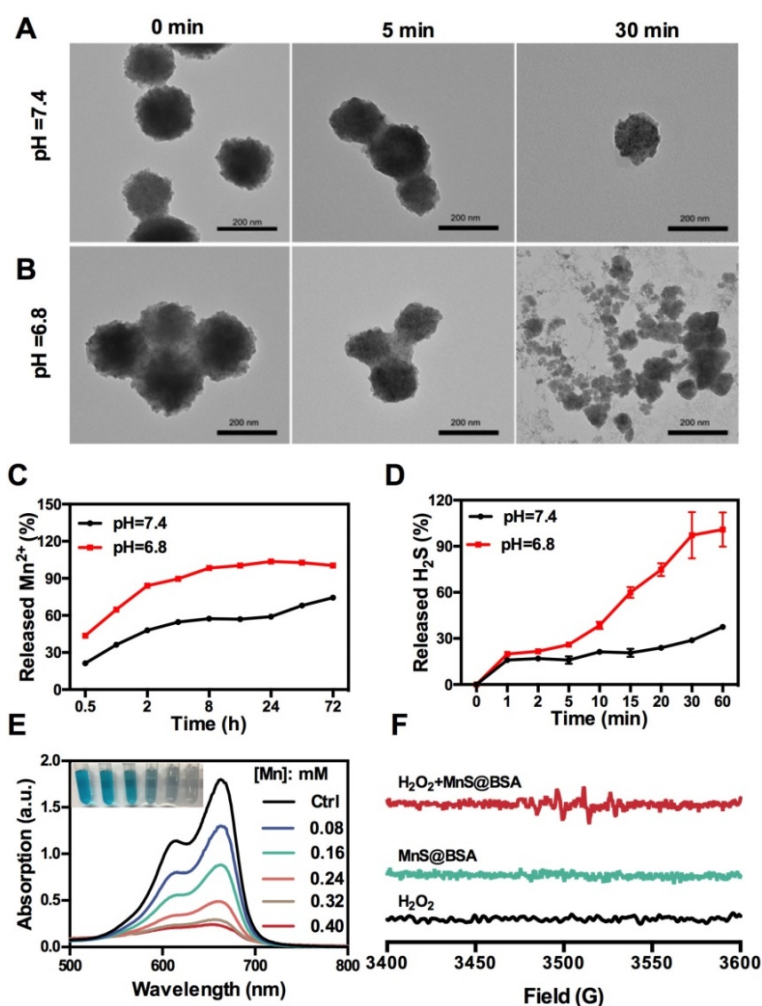 A
0 min
5 min
30 min
pH =7.4
200 nm
200 nm
200 nm
B
pH =6.8
200 nm
200 nm
200 nm
C
Released Mn²⁺ (%)
150
120
90
60
30
0
pH=7.4
pH=6.8
0.5
2
8
24
72
Time (h)
D
Released H₂S (%)
120
90
60
30
0
pH=7.4
pH=6.8
0
1
2
5
10
15
20
30
60
Time (min)
E
Absorption (a.u.)
2.0
1.5
1.0
0.5
0.0
[Mn]: mM
Ctrl
0.08
0.16
0.24
0.32
0.40
500
600
700
800
Wavelength (nm)
F
H₂O₂+MnS@BSA
MnS@BSA
H₂O₂
3400
3450
3500
3550
3600
Field (G)